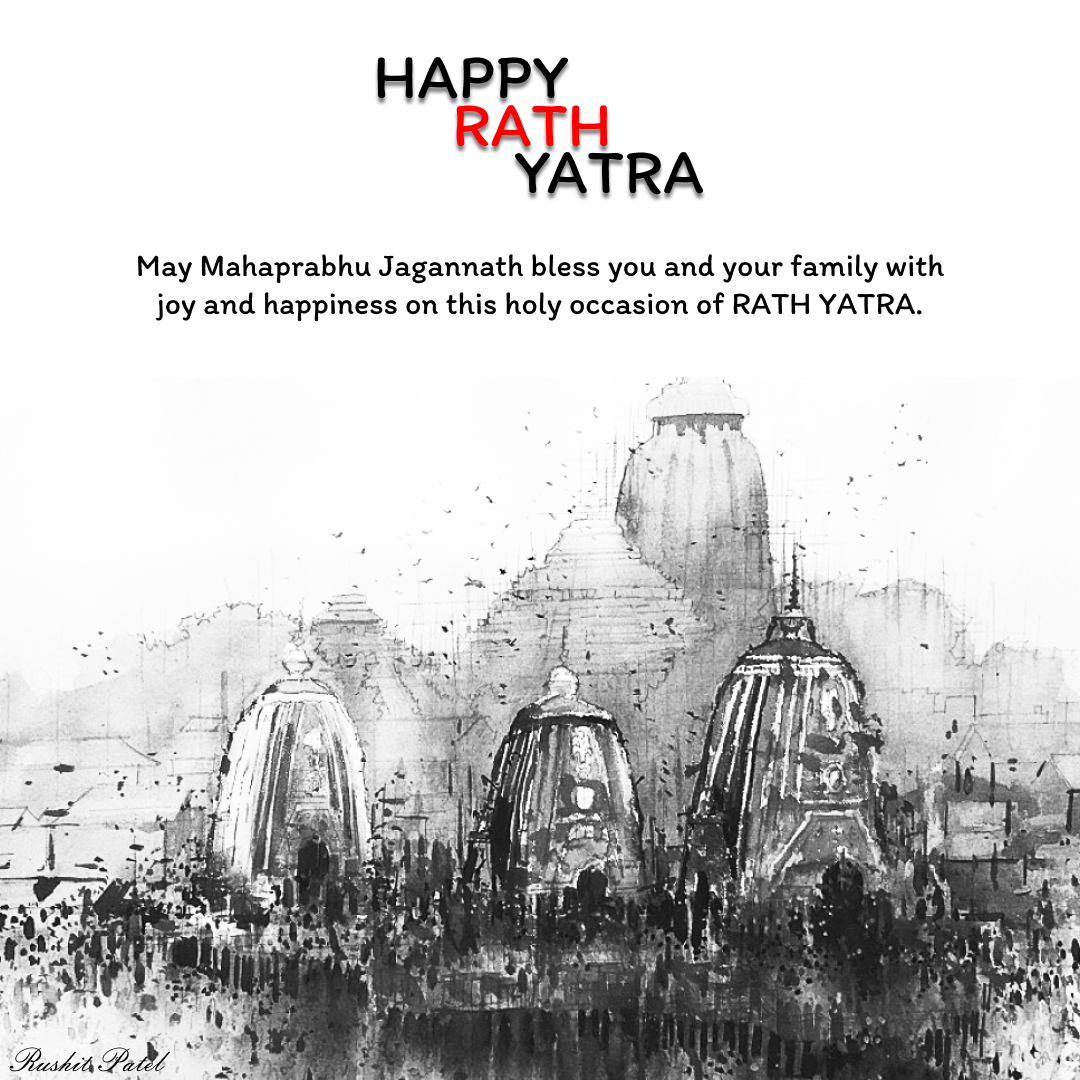 HAPPY
RATH
YATRA
May Mahaprabhu Jagannath bless you and your family with
joy and happiness on this holy occasion of RATH YATRA.
Rushit Patel